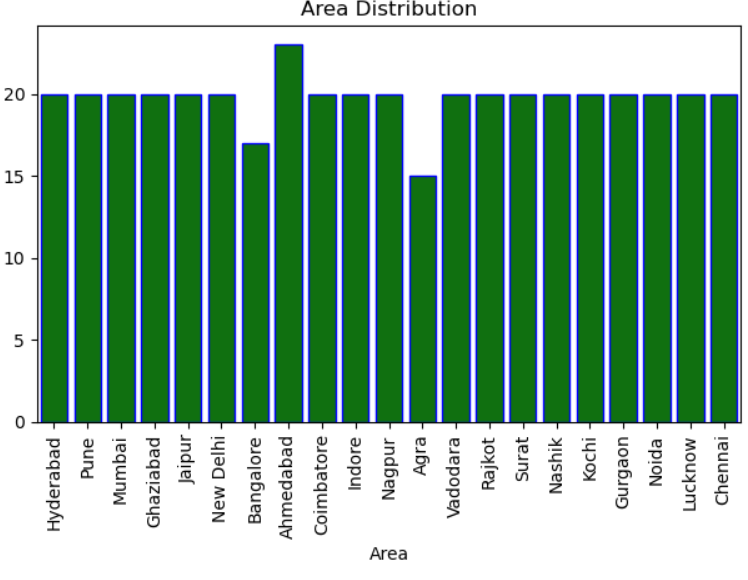 Area Distribution
20
15
10
5
0
Hyderabad
Pune
Mumbai
Ghaziabad
Jaipur
New Delhi
Bangalore
Ahmedabad
Coimbatore
Indore
Nagpur
Agra
Vadodara
Rajkot
Surat
Nashik
Kochi
Gurgaon
Noida
Lucknow
Chennai
Area